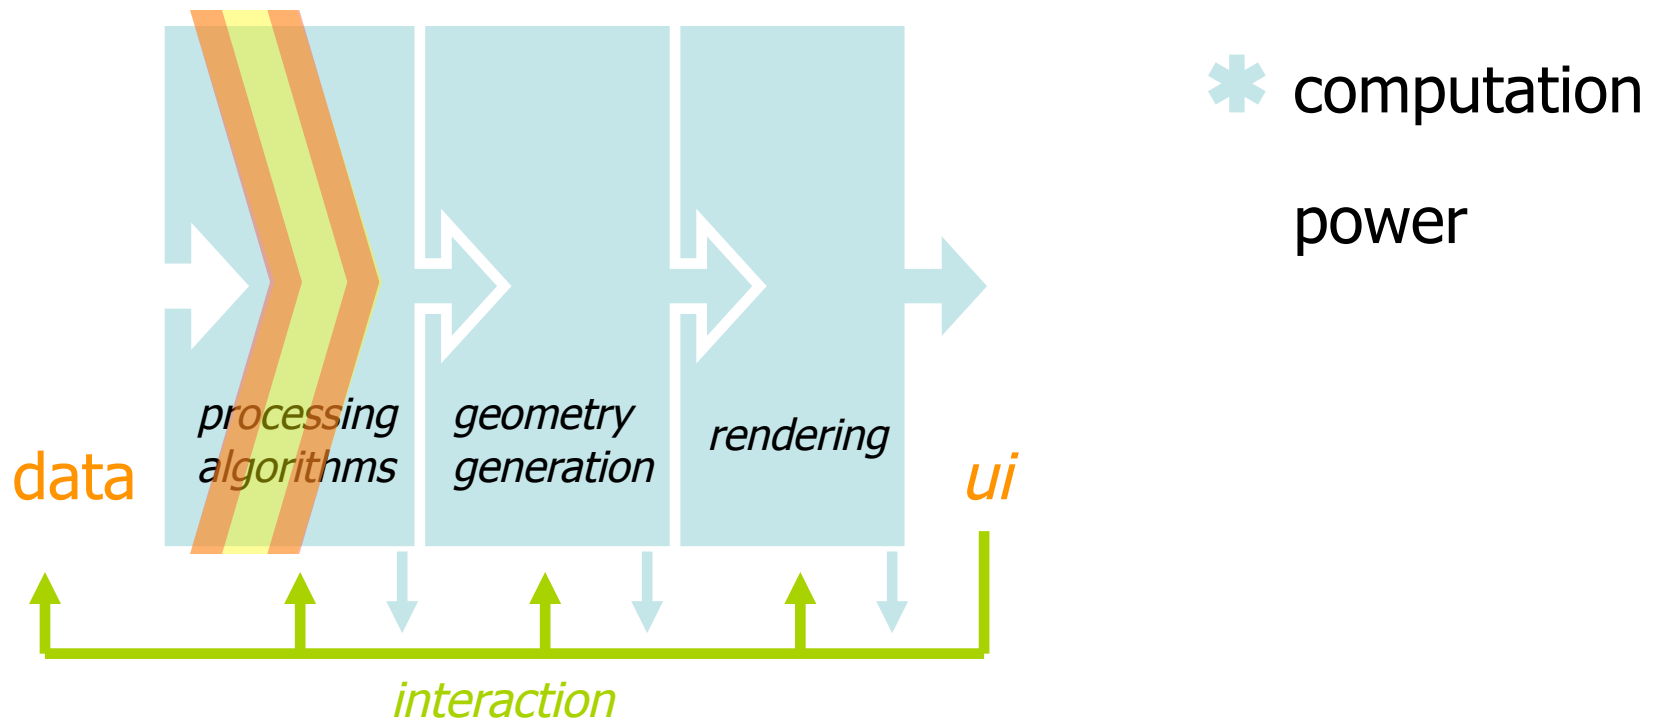 computation
power
processing
algorithms
geometry
generation
rendering
data
ui
interaction